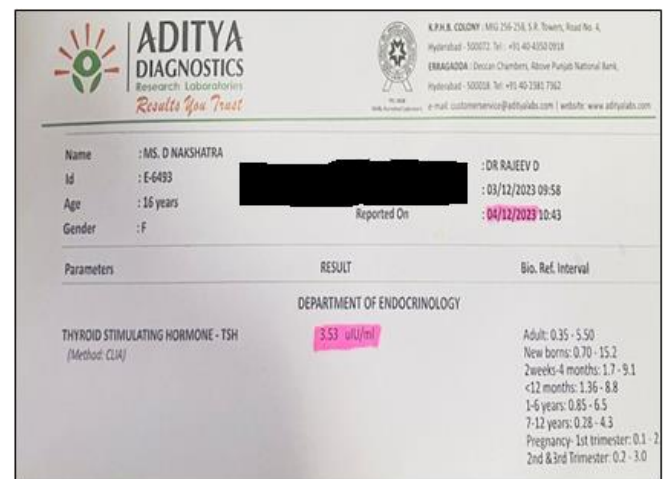 ADITYA
DIAGNOSTICS
Research Laboratories
Results You Trust
K.P.H.B. COLONY : MIG 256-258, S.R. Towers, Road No. 4,
Hyderabad - 500072. Tel : +91-40-4350 0918
ERRAGADDA : Deccan Chambers, Above Punjab National Bank,
Hyderabad - 500018. Tel: +91-40-2381 7362
e-mail: customerservice@adityalabs.com | website: www.adityalabs.com
Name : MS. D NAKSHATRA : DR RAJEEV D
Id : E-6493 : 03/12/2023 09:58
Age : 16 years Reported On : 04/12/2023 10:43
Gender : F
Parameters RESULT Bio. Ref. Interval
DEPARTMENT OF ENDOCRINOLOGY
THYROID STIMULATING HORMONE - TSH 3.53 uIU/ml Adult: 0.35 - 5.50
(Method: CLIA) New borns: 0.70 - 15.2
2weeks-4 months: 1.7 - 9.1
<12 months: 1.36 - 8.8
1-6 years: 0.85 - 6.5
7-12 years: 0.28 - 4.3
Pregnancy- 1st trimester: 0.1 - 2
2nd &3rd Trimester: 0.2 - 3.0